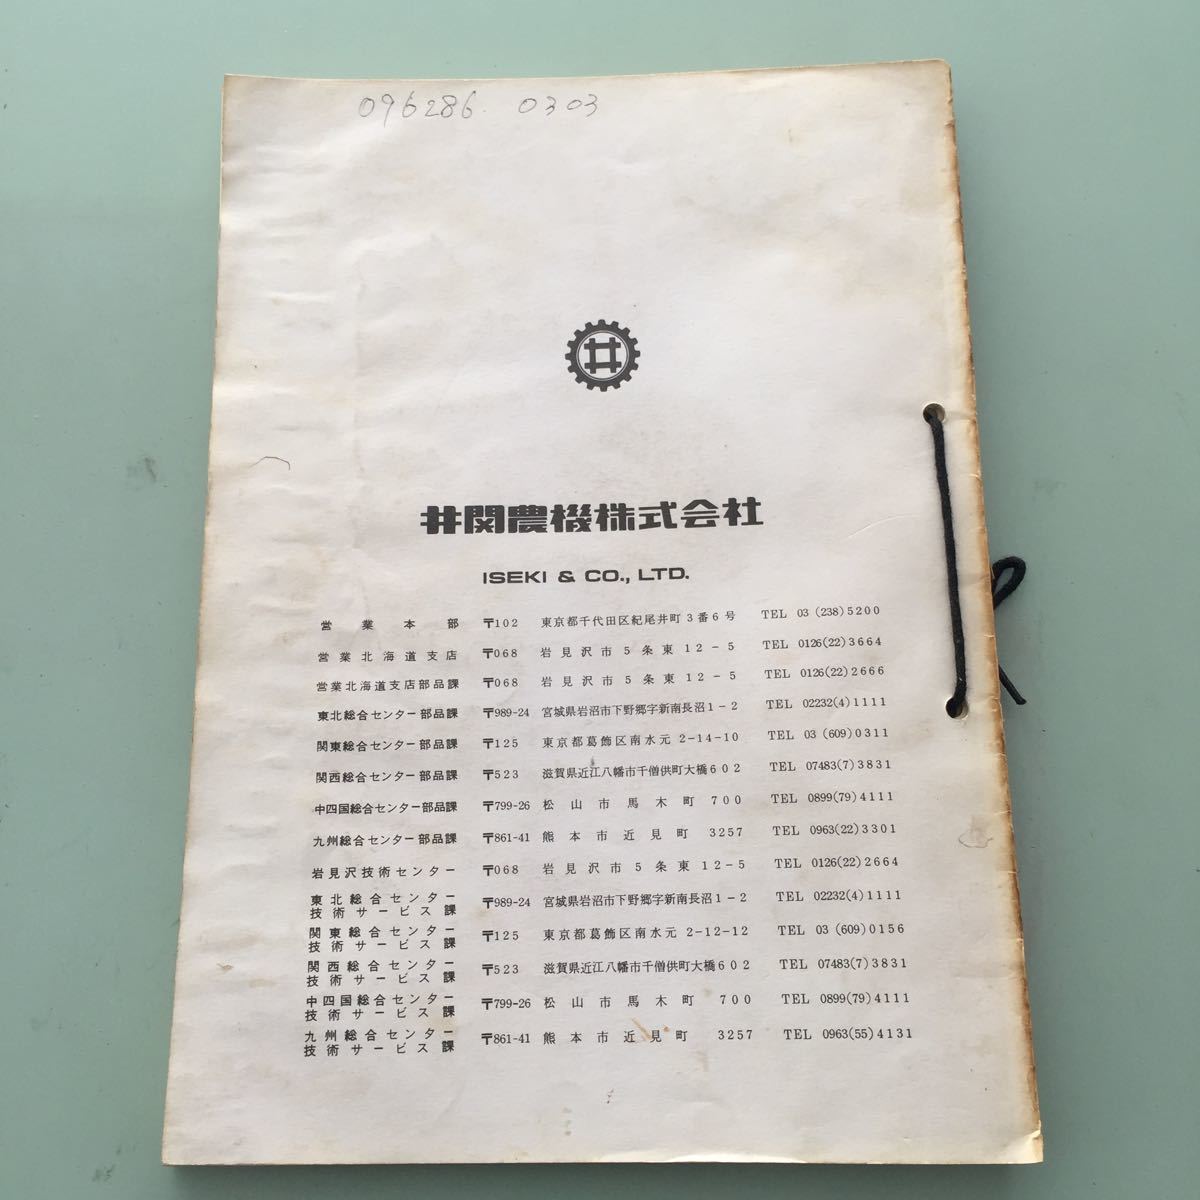 096286. 0303
井関農機株式会社
ISEKI & CO., LTD.
営業本部 〒102 東京都千代田区紀尾井町3番6号 TEL 03 (238)5200
営業北海道支店 〒068 岩見沢市5条東12-5 TEL 0126(22)3664
営業北海道支店部品課 〒068 岩見沢市5条東12-5 TEL 0126(22)2666
東北総合センター部品課 〒989-24 宮城県岩沼市下野郷字新南長沼1-2 TEL 02232(4)1111
関東総合センター部品課 〒125 東京都葛飾区南水元2-14-10 TEL 03 (609)0311
関西総合センター部品課 〒523 滋賀県近江八幡市千僧供町大橋602 TEL 07483(7)3831
中四国総合センター部品課 〒799-26 松山市馬木町700 TEL 0899(79)4111
九州総合センター部品課 〒861-41 熊本市近見町3257 TEL 0963(22)3301
岩見沢技術センター 〒068 岩見沢市5条東12-5 TEL 0126(22)2664
東北総合センター
技術サービス課 〒989-24 宮城県岩沼市下野郷字新南長沼1-2 TEL 02232(4)1111
関東総合センター
技術サービス課 〒125 東京都葛飾区南水元2-12-12 TEL 03 (609)0156
関西総合センター
技術サービス課 〒523 滋賀県近江八幡市千僧供町大橋602 TEL 07483(7)3831
中四国総合センター
技術サービス課 〒799-26 松山市馬木町700 TEL 0899(79)4111
九州総合センター
技術サービス課 〒861-41 熊本市近見町3257 TEL 0963(55)4131